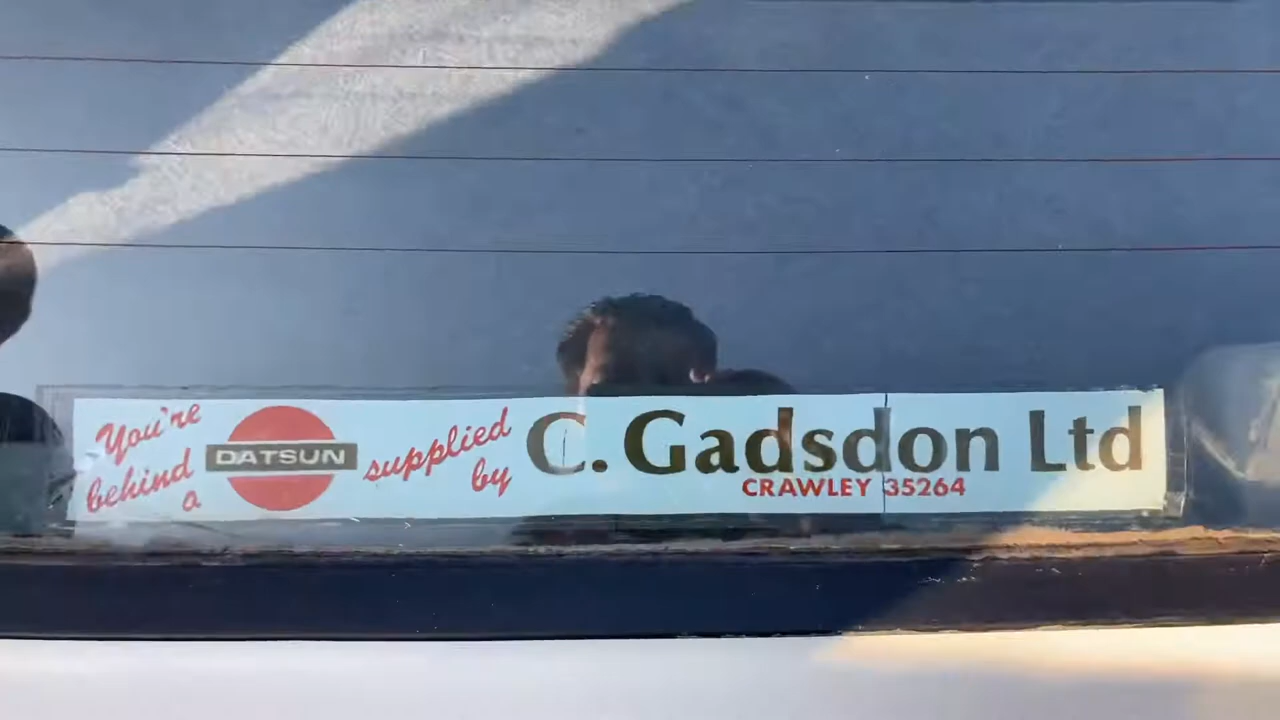 You're
behind
a
DATSUN
supplied
by
C. Gadsdon Ltd
CRAWLEY 35264